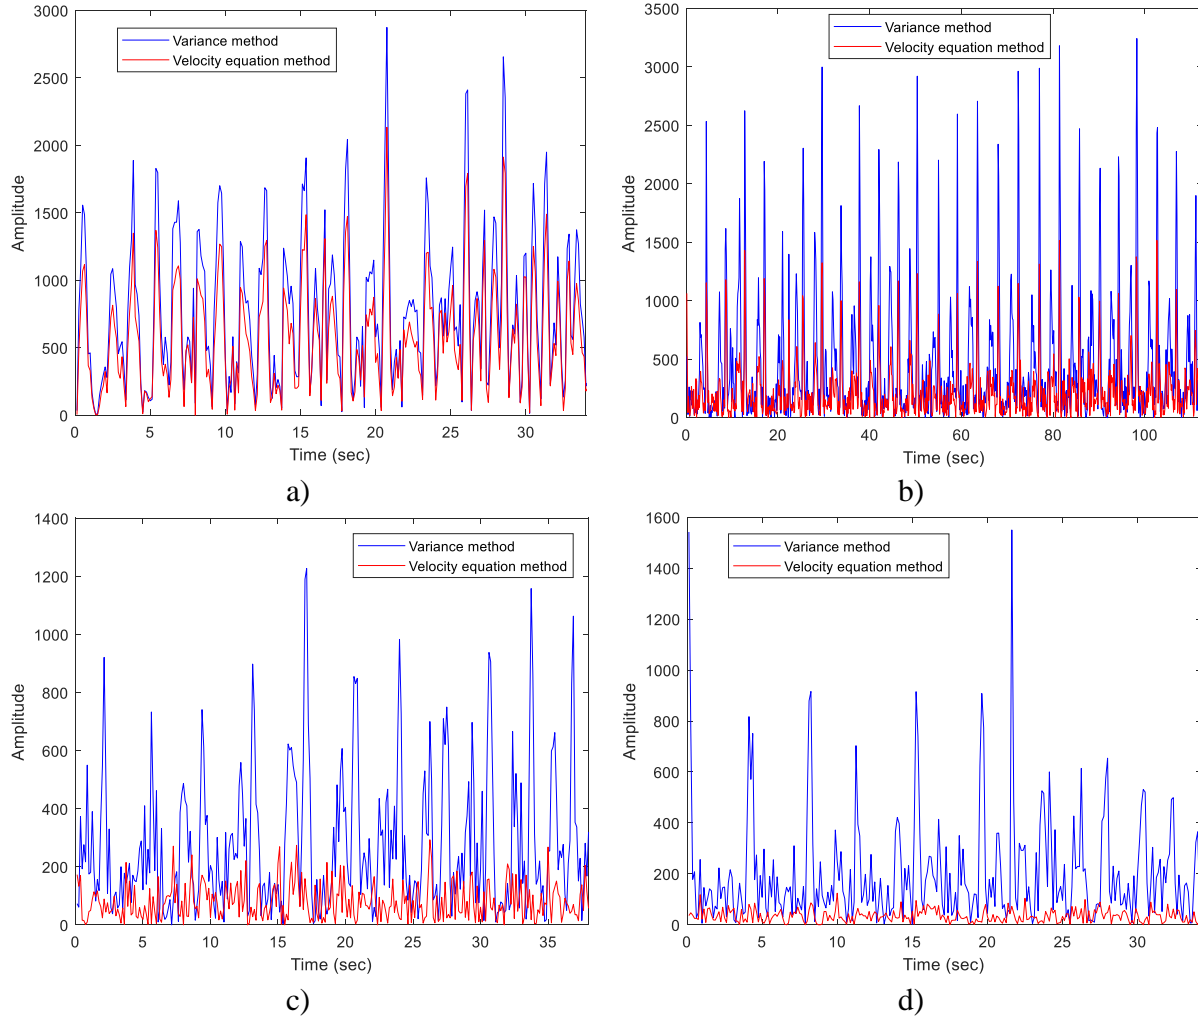 3000
2500
2000
1500
1000
500
0
Amplitude
Variance method
Velocity equation method
0 5 10 15 20 25 30
Time (sec)
a)
3500
3000
2500
2000
1500
1000
500
0
Amplitude
Variance method
Velocity equation method
0 20 40 60 80 100
Time (sec)
b)
1400
1200
1000
800
600
400
200
0
Amplitude
Variance method
Velocity equation method
0 5 10 15 20 25 30 35
Time (sec)
c)
1600
1400
1200
1000
800
600
400
200
0
Amplitude
Variance method
Velocity equation method
0 5 10 15 20 25 30
Time (sec)
d)